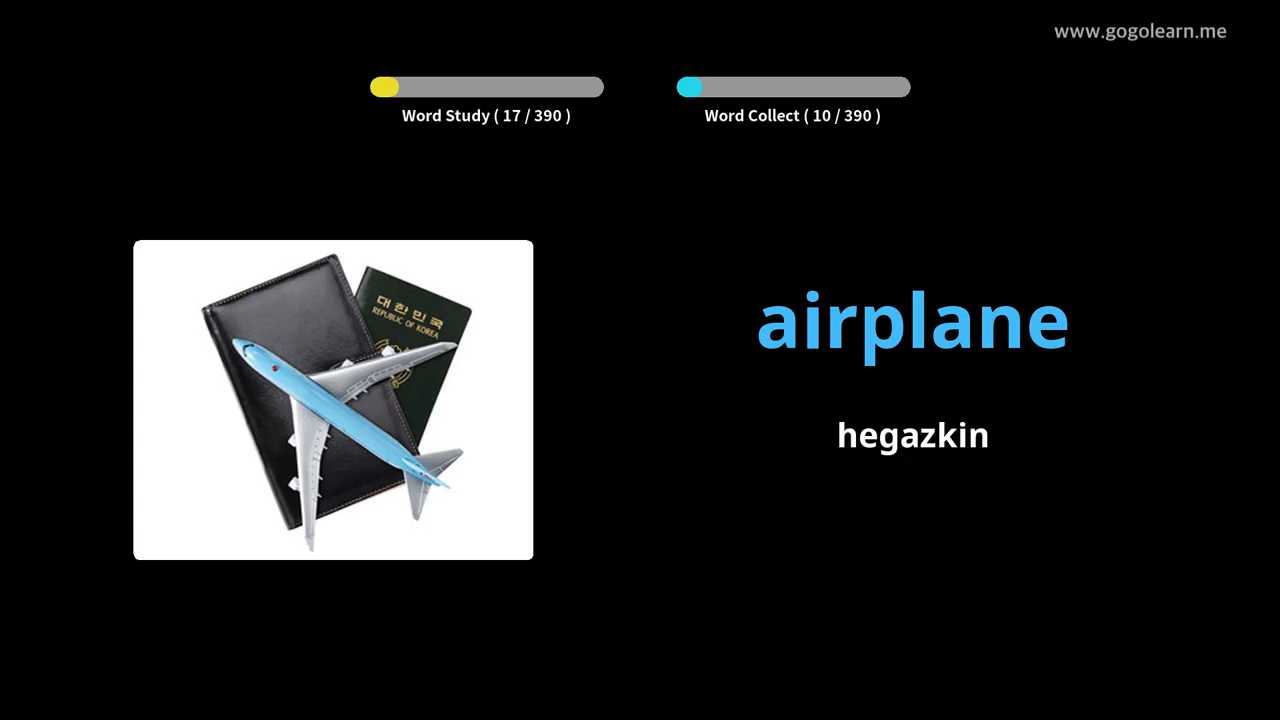 www.gogolearn.me
Word Study ( 17 / 390 )
Word Collect ( 10 / 390 )
대한민국
REPUBLIC OF KOREA
airplane
hegazkin